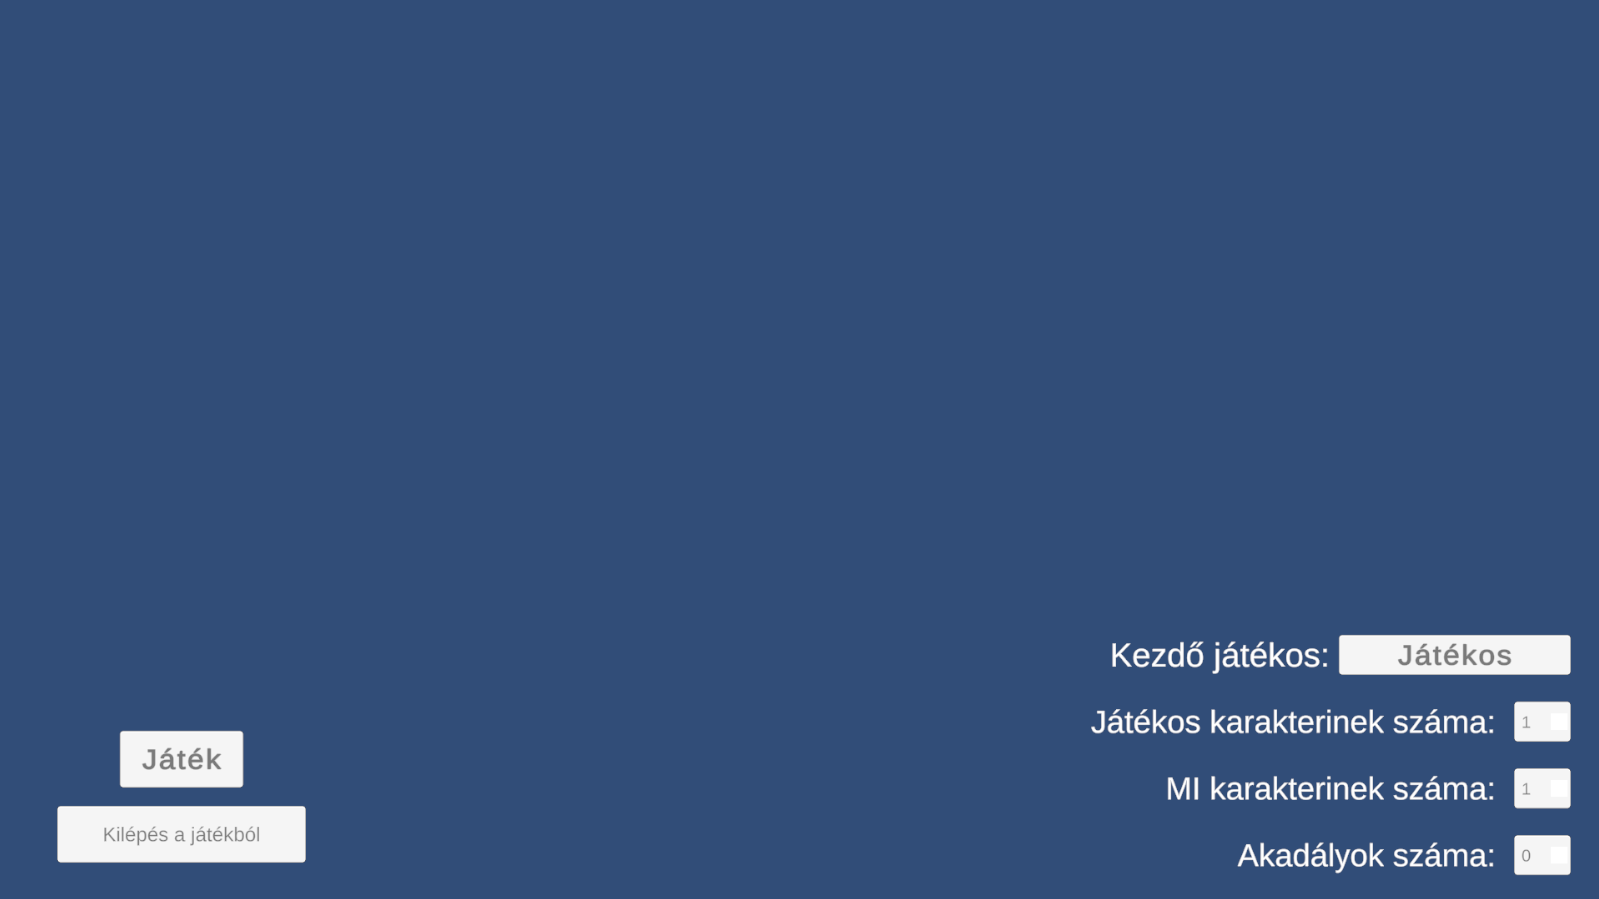 Kezdő játékos: Játékos
Játékos karakterinek száma: 1
MI karakterinek száma: 1
Akadályok száma: 0
Játék
Kilépés a játékból